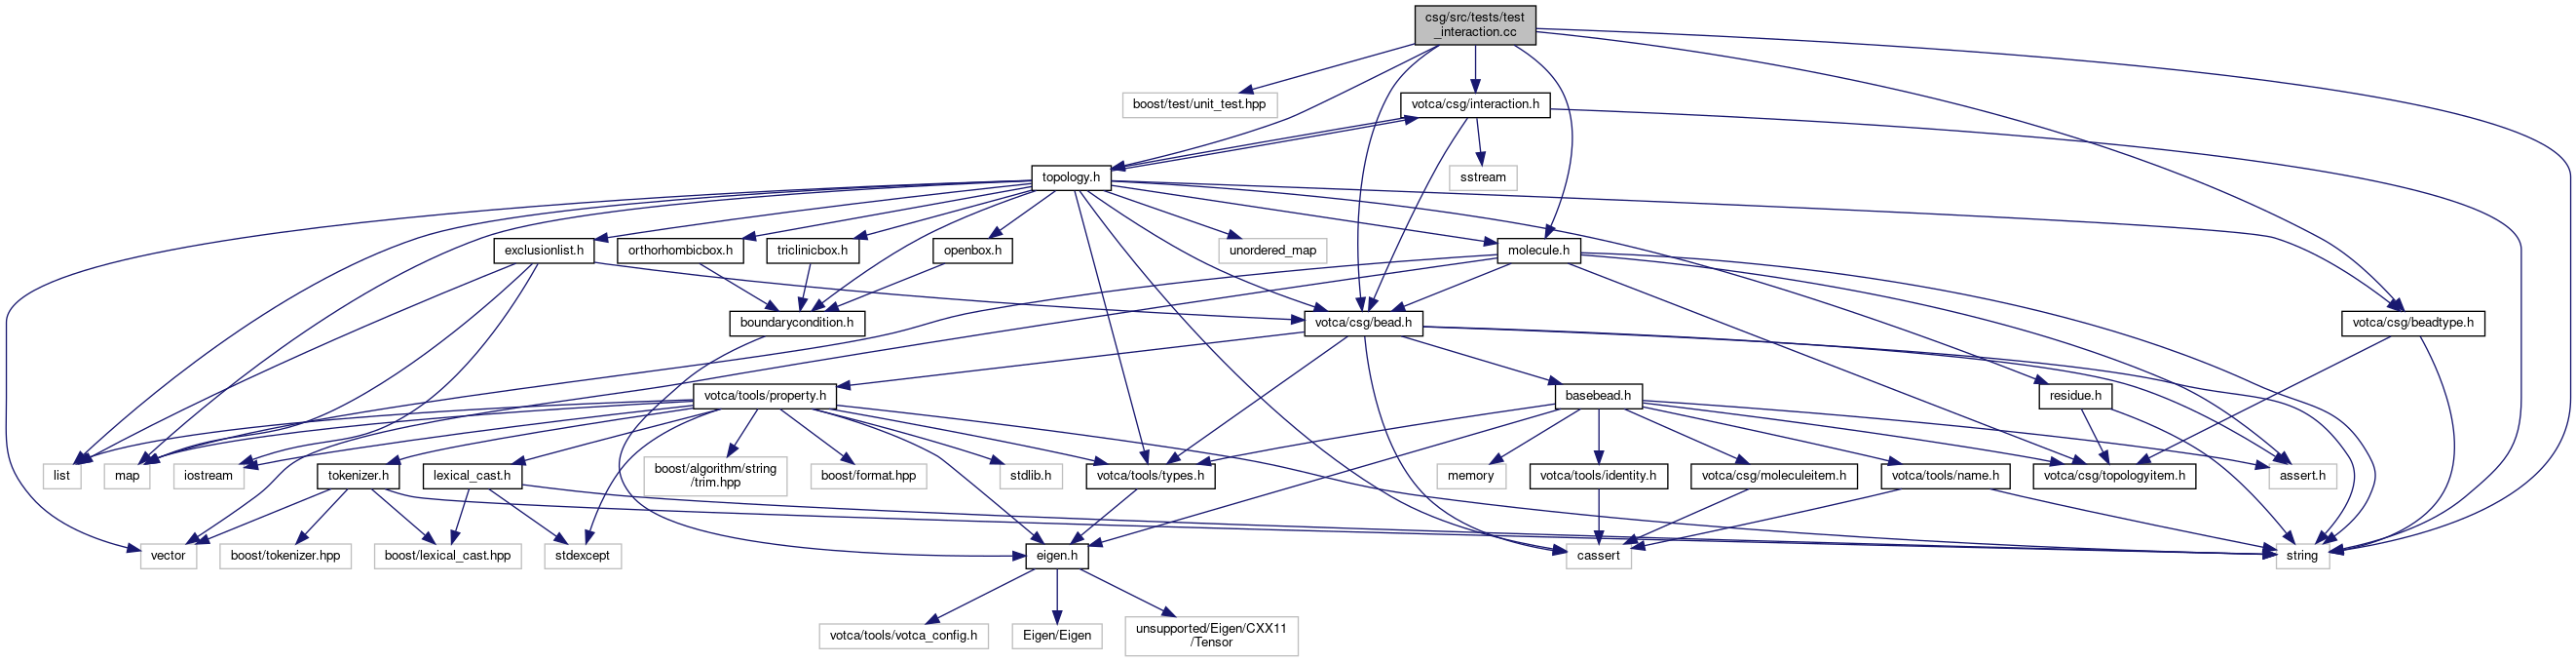 csg/src/tests/test
_interaction.cc
boost/test/unit_test.hpp
votca/csg/interaction.h
topology.h
sstream
exclusionlist.h
orthorhombicbox.h
triclinicbox.h
openbox.h
unordered_map
molecule.h
boundarycondition.h
votca/csg/bead.h
votca/csg/beadtype.h
votca/tools/property.h
basebead.h
residue.h
list
map
iostream
tokenizer.h
lexical_cast.h
boost/algorithm/string
/trim.hpp
boost/format.hpp
stdlib.h
votca/tools/types.h
memory
votca/tools/identity.h
votca/csg/moleculeitem.h
votca/tools/name.h
votca/csg/topologyitem.h
assert.h
vector
boost/tokenizer.hpp
boost/lexical_cast.hpp
stdexcept
eigen.h
cassert
string
votca/tools/votca_config.h
Eigen/Eigen
unsupported/Eigen/CXX11
/Tensor